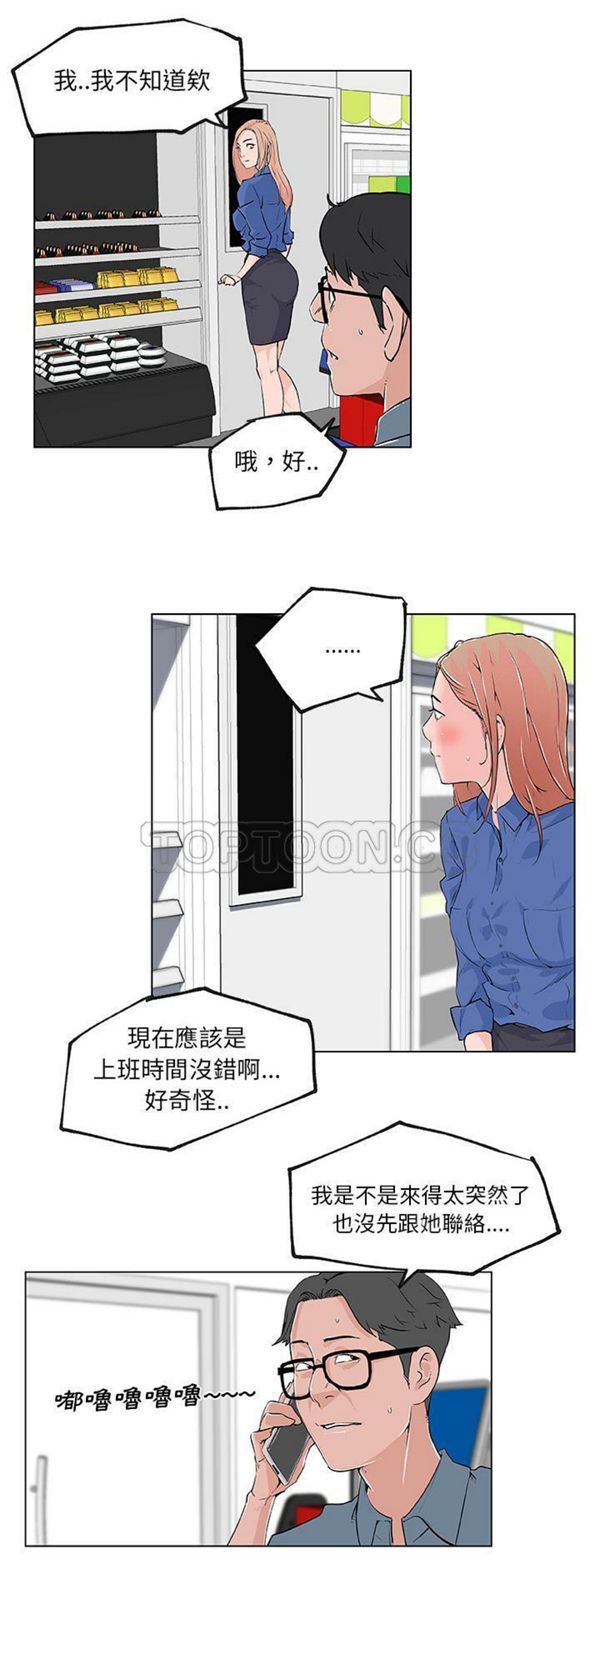 我..我不知道欸
哦，好..
......
TOPTOON.C
現在應該是
上班時間沒錯啊...
好奇怪..
我是不是來得太突然了
也沒先跟她聯絡....
嘟嚕嚕嚕嚕~~~~